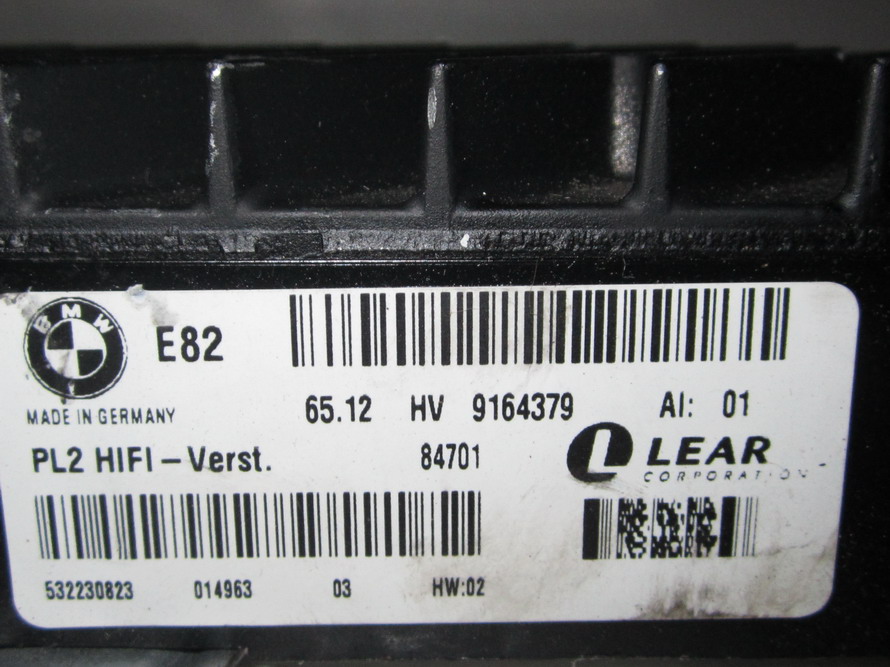 BMW
E82
MADE IN GERMANY
65.12 HV 9164379 AI: 01
PL2 HIFI-Verst. 84701
LEAR
CORPORATION
532230823 014963 03 HW:02